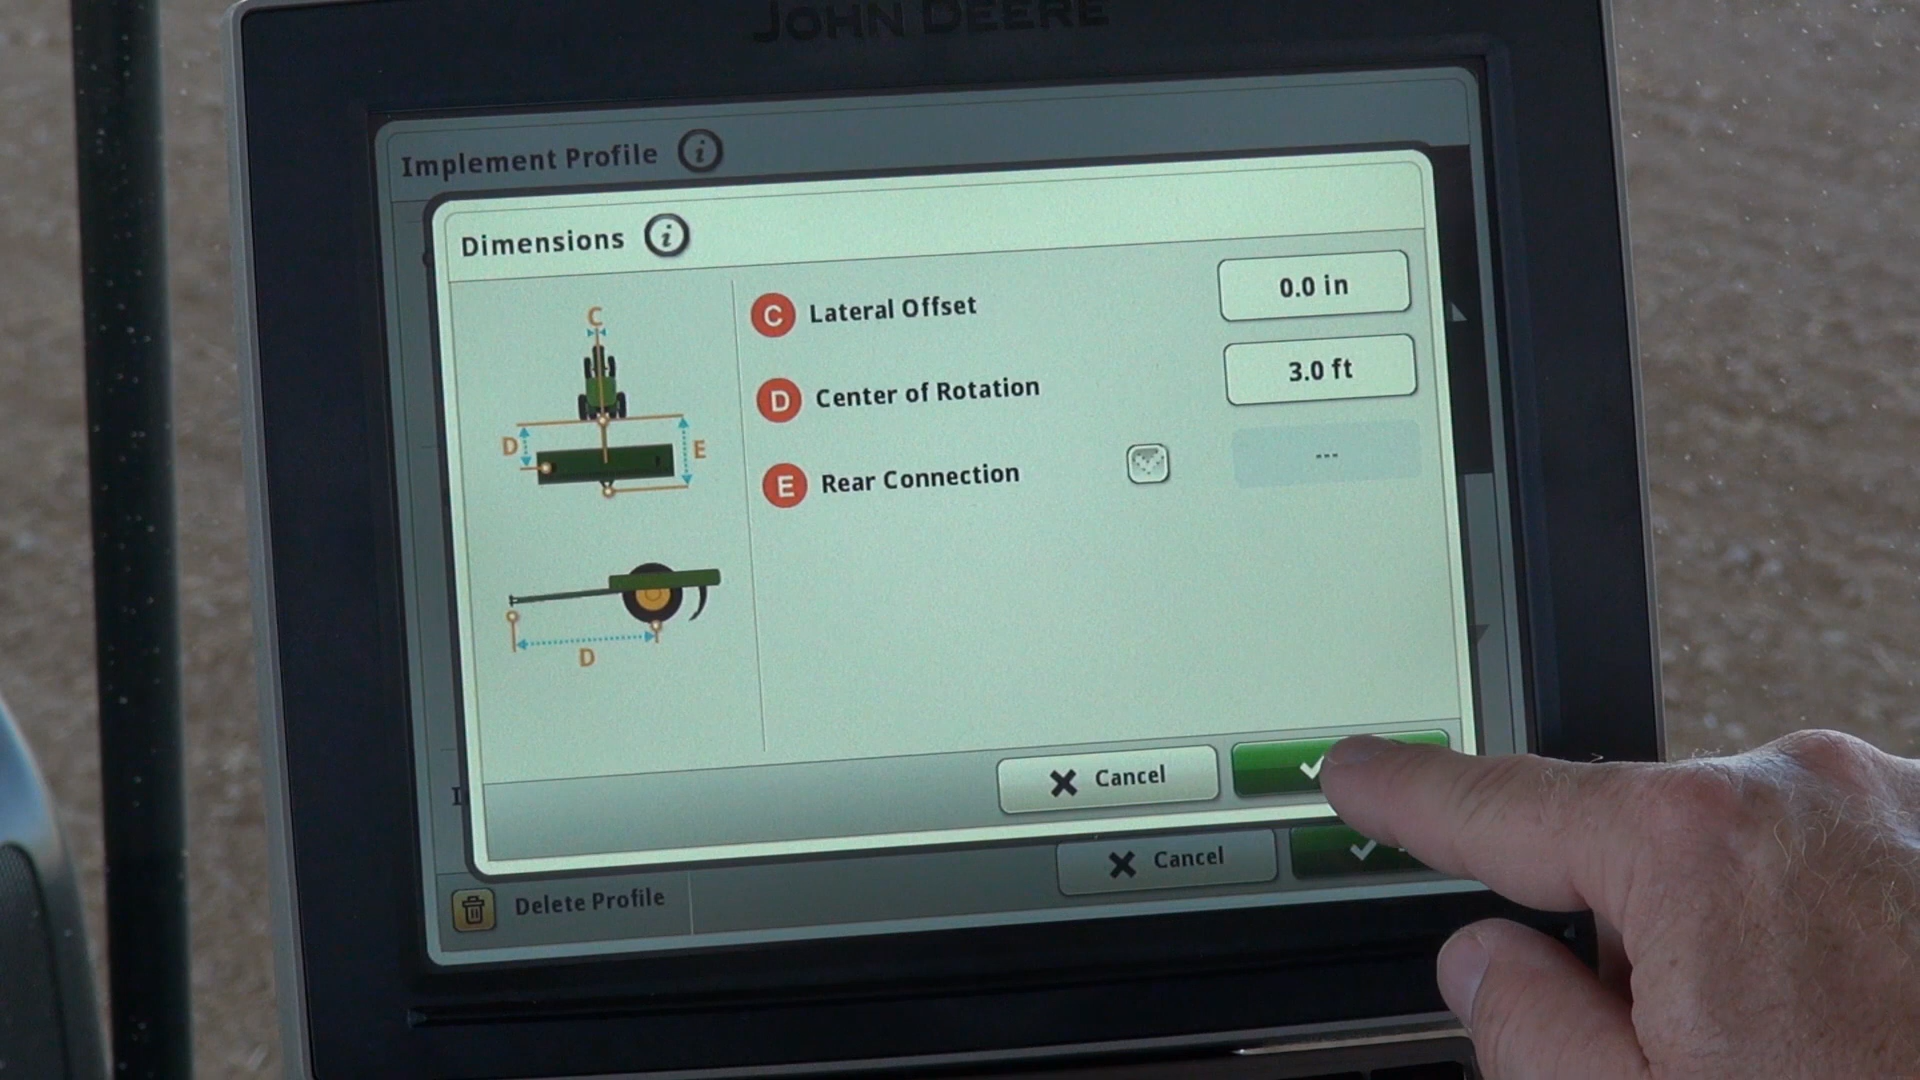 JOHN DEERE
Implement Profile i
Dimensions i
C
D
E
D
C Lateral Offset 0.0 in
D Center of Rotation 3.0 ft
E Rear Connection ---
Cancel
Cancel
Delete Profile